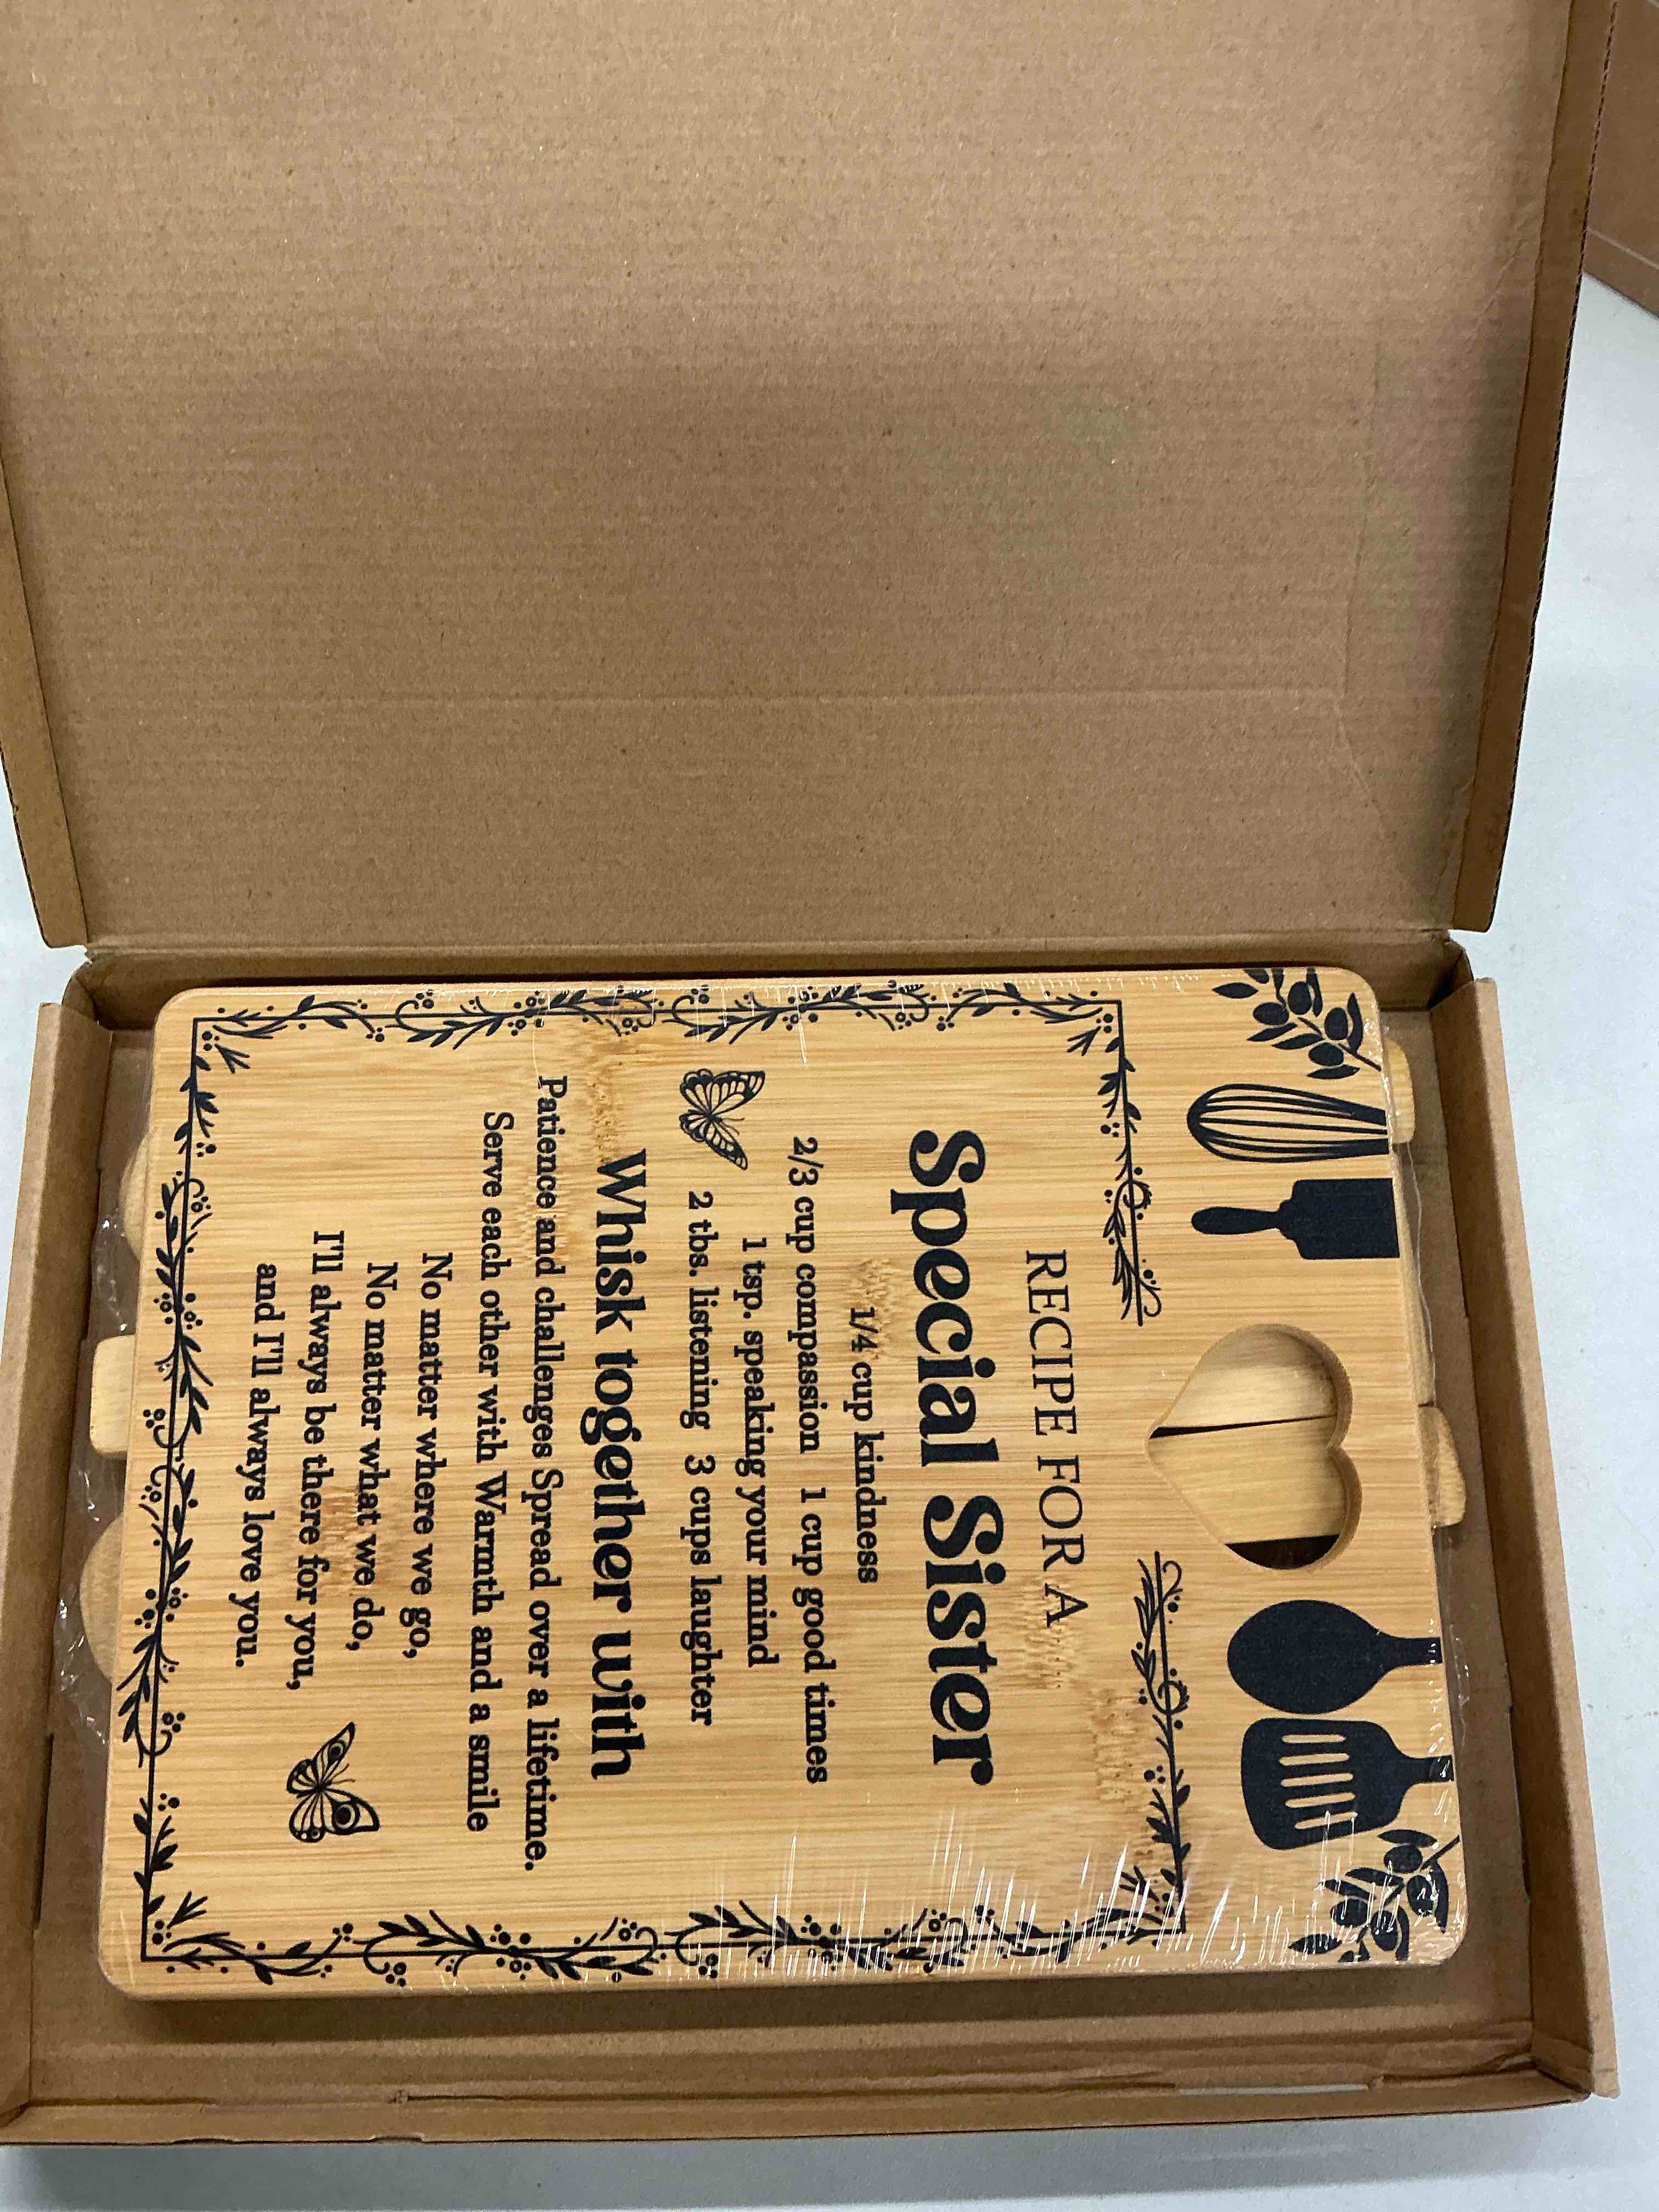 RECIPE FOR A
Special Sister
1/4 cup kindness
2/3 cup compassion 1 cup good times
1 tsp. speaking your mind
2 tbs. listening 3 cups laughter
Whisk together with
Patience and challenges Spread over a lifetime.
Serve each other with Warmth and a smile
No matter where we go,
No matter what we do,
I'll always be there for you,
and I'll always love you.